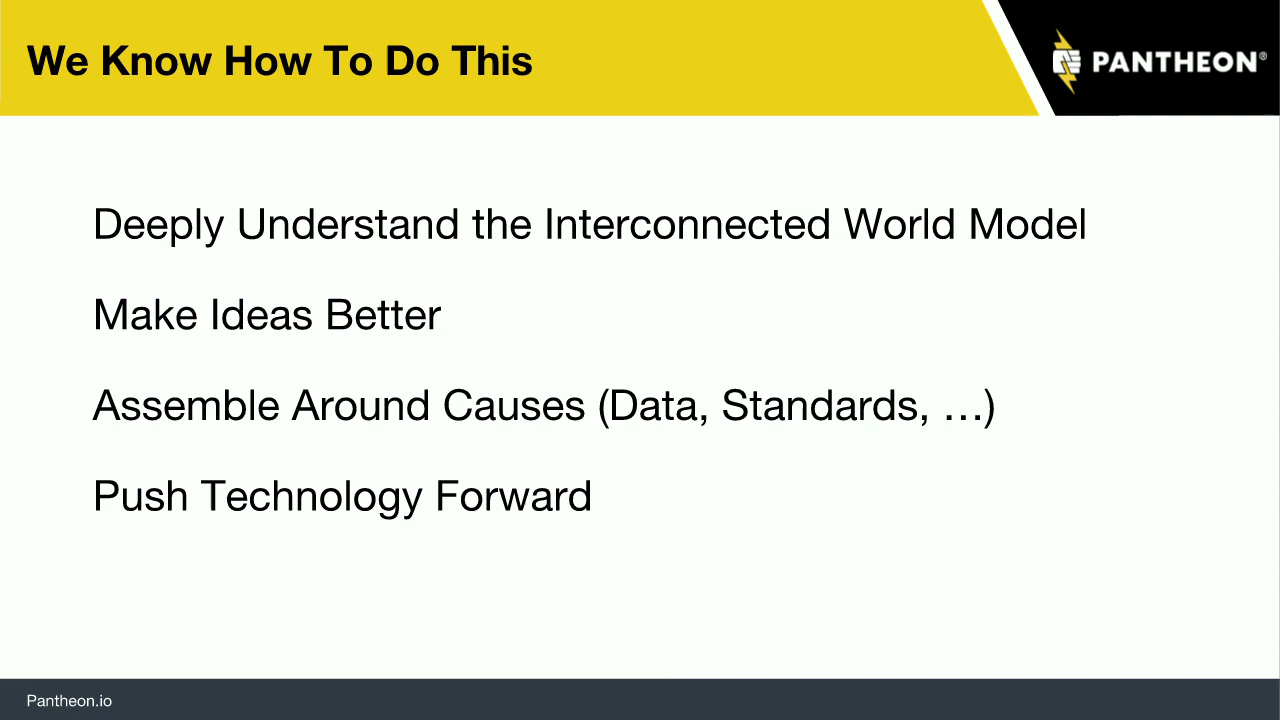 We Know How To Do This
PANTHEON®
Deeply Understand the Interconnected World Model
Make Ideas Better
Assemble Around Causes (Data, Standards, …)
Push Technology Forward
Pantheon.io